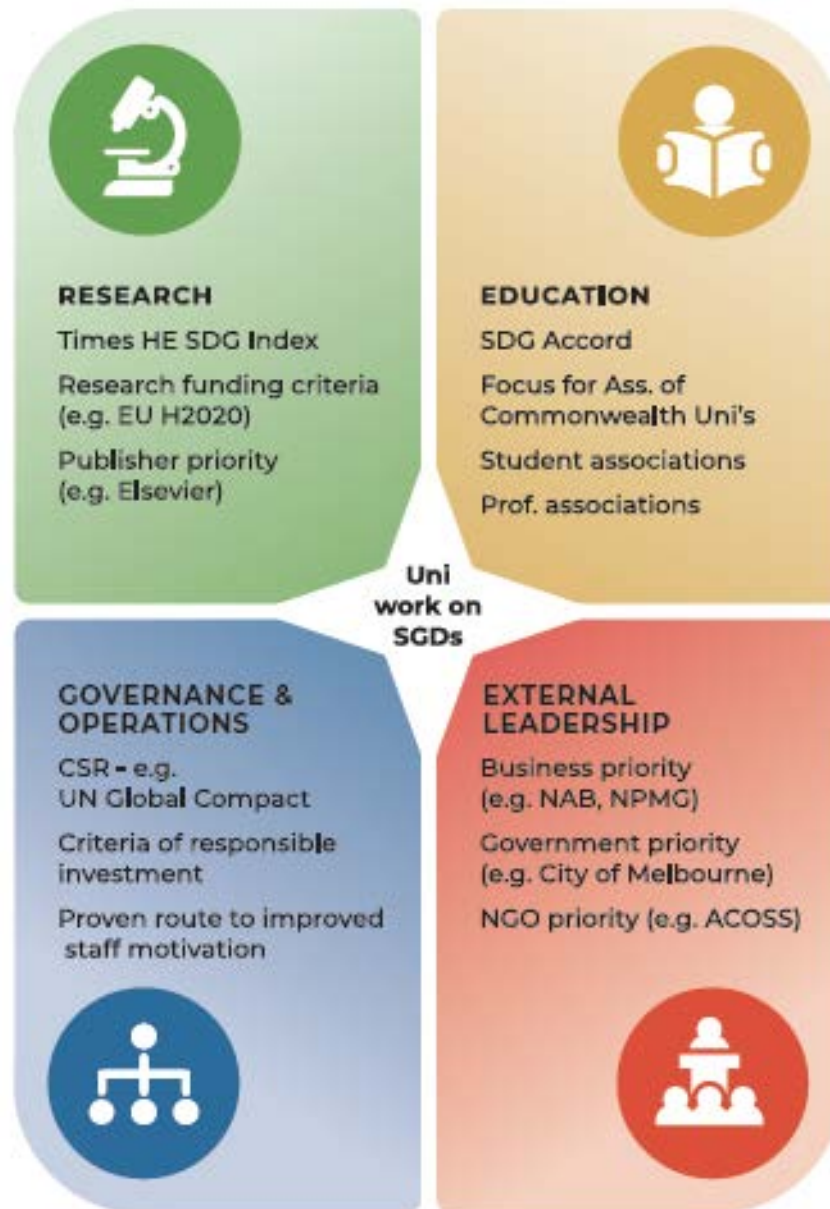 RESEARCH
Times HE SDG Index
Research funding criteria
(e.g. EU H2020)
Publisher priority
(e.g. Elsevier)
EDUCATION
SDG Accord
Focus for Ass. of
Commonwealth Uni's
Student associations
Prof. associations
Uni
work on
SGDs
GOVERNANCE &
OPERATIONS
CSR - e.g.
UN Global Compact
Criteria of responsible
investment
Proven route to improved
staff motivation
EXTERNAL
LEADERSHIP
Business priority
(e.g. NAB, NPMG)
Government priority
(e.g. City of Melbourne)
NGO priority (e.g. ACOSS)